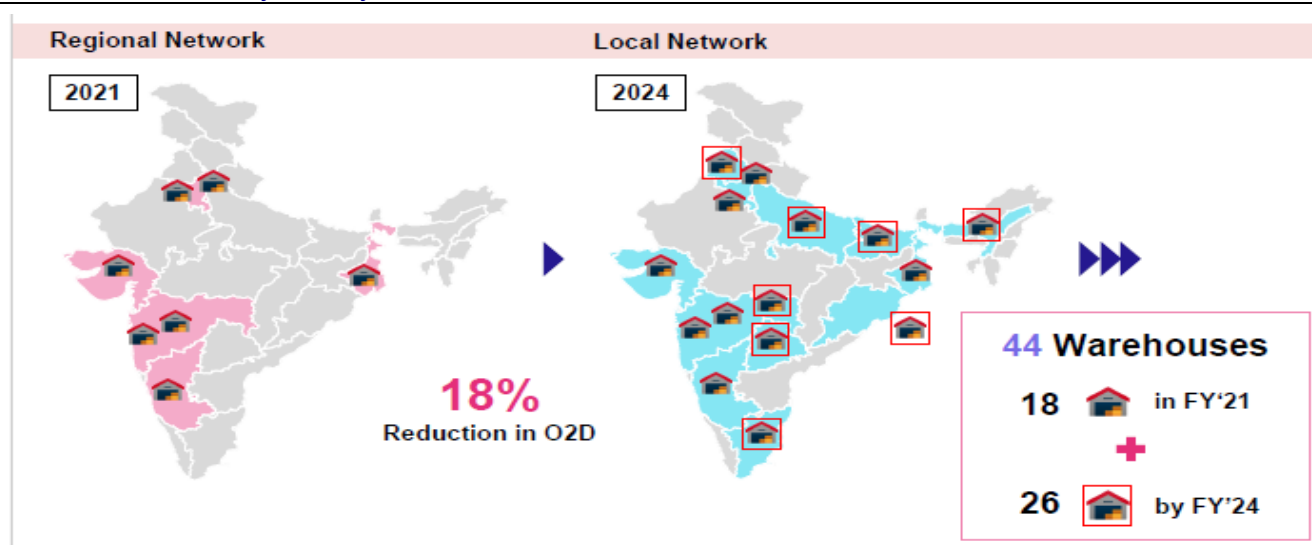 Regional Network
Local Network
2021
2024
18%
Reduction in O2D
44 Warehouses
18 in FY'21
26 by FY'24